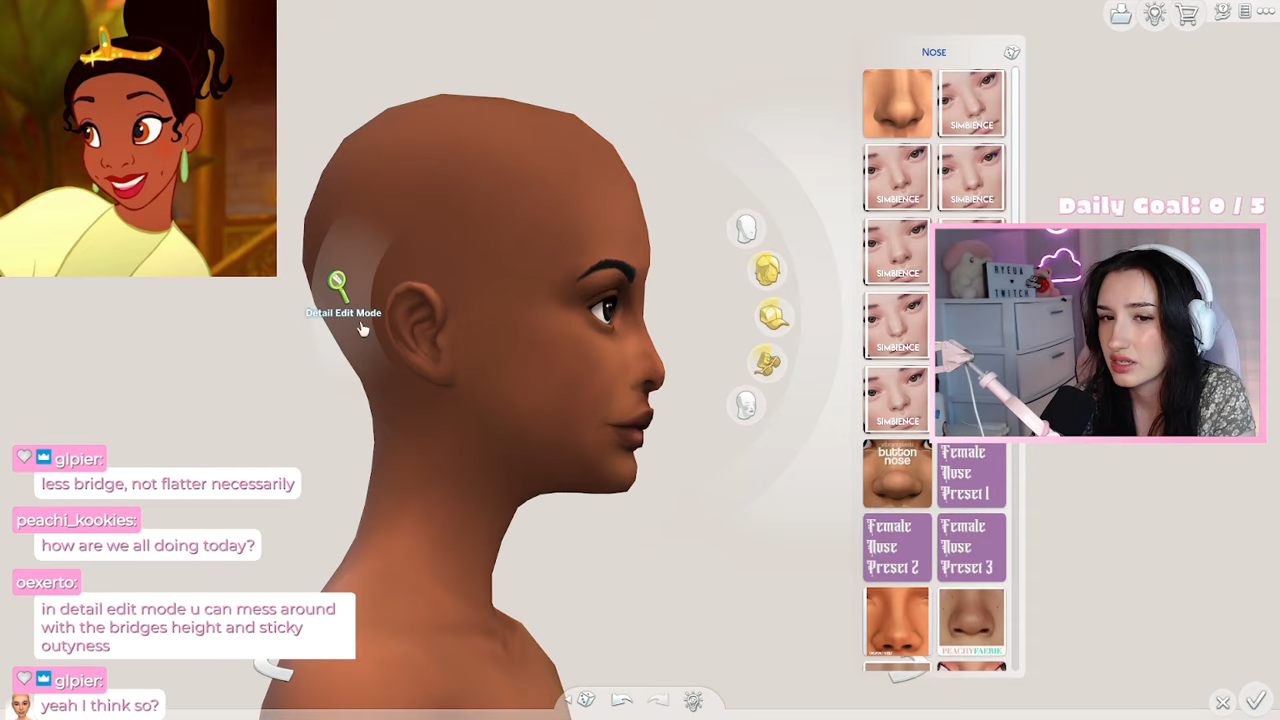 NOSE
SIMBIENCE
SIMBIENCE
SIMBIENCE
SIMBIENCE
SIMBIENCE
SIMBIENCE
button
nose
Female
Nose
Preset 1
Female
Nose
Preset 2
Female
Nose
Preset 3
PEACHYFAERIE
Daily Goal: 0 / 5
RYEUX
TWITCH
Detail Edit Mode
glpier:
less bridge, not flatter necessarily
peachi_kookies:
how are we all doing today?
oexerto:
in detail edit mode u can mess around
with the bridges height and sticky
outyness
glpier:
yeah I think so?